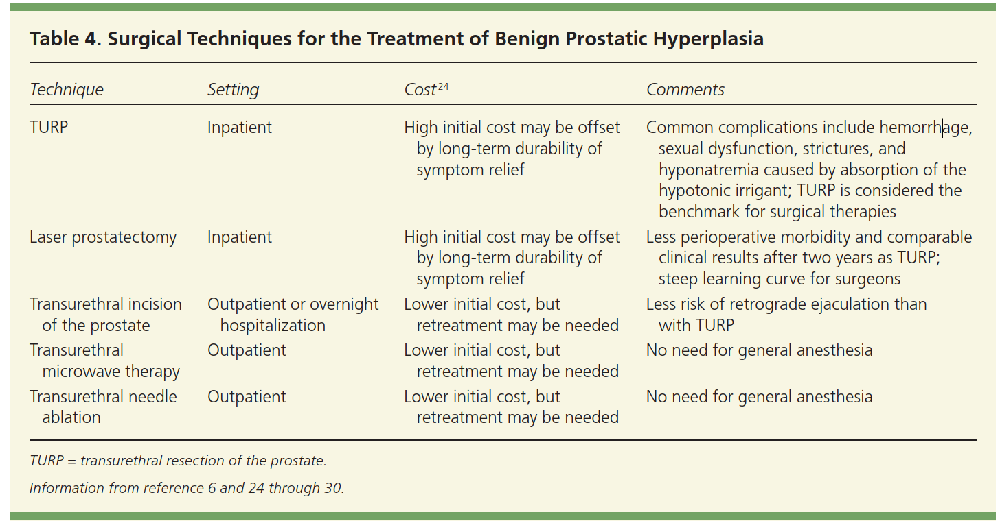 Table 4. Surgical Techniques for the Treatment of Benign Prostatic Hyperplasia
Technique Setting Cost24 Comments
TURP Inpatient High initial cost may be offset Common complications include hemorrhage,
by long-term durability of sexual dysfunction, strictures, and
symptom relief hyponatremia caused by absorption of the
hypotonic irrigant; TURP is considered the
benchmark for surgical therapies
Laser prostatectomy Inpatient High initial cost may be offset Less perioperative morbidity and comparable
by long-term durability of clinical results after two years as TURP;
symptom relief steep learning curve for surgeons
Transurethral incision Outpatient or overnight Lower initial cost, but Less risk of retrograde ejaculation than
of the prostate hospitalization retreatment may be needed with TURP
Transurethral Outpatient Lower initial cost, but No need for general anesthesia
microwave therapy retreatment may be needed
Transurethral needle Outpatient Lower initial cost, but No need for general anesthesia
ablation retreatment may be needed
TURP = transurethral resection of the prostate.
Information from reference 6 and 24 through 30.